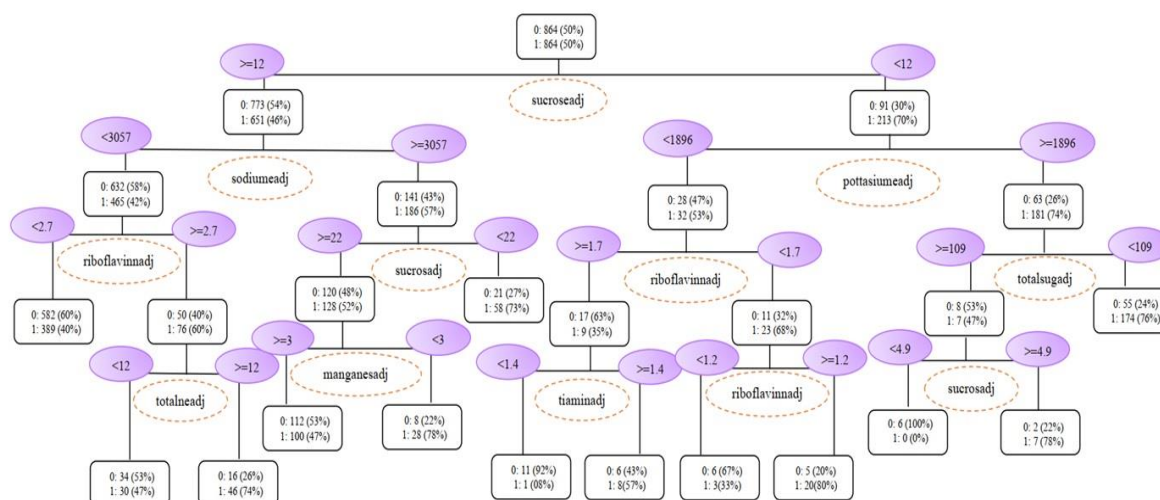 0: 864 (50%)
1: 864 (50%)
>=12
<12
sucroseadj
0: 773 (54%)
1: 651 (46%)
0: 91 (30%)
1: 213 (70%)
<3057
>=3057
<1896
>=1896
sodiumeadj
pottasiumeadj
0: 632 (58%)
1: 465 (42%)
0: 141 (43%)
1: 186 (57%)
0: 28 (47%)
1: 32 (53%)
0: 63 (26%)
1: 181 (74%)
<2.7
>=2.7
>=22
<22
>=1.7
<1.7
>=109
<109
riboflavinnadj
sucrosadj
riboflavinnadj
totalsugadj
0: 582 (60%)
1: 389 (40%)
0: 50 (40%)
1: 76 (60%)
0: 120 (48%)
1: 128 (52%)
0: 21 (27%)
1: 58 (73%)
0: 17 (63%)
1: 9 (35%)
0: 11 (32%)
1: 23 (68%)
0: 8 (53%)
1: 7 (47%)
0: 55 (24%)
1: 174 (76%)
<12
>=12
>=3
<3
<1.4
>=1.4
<1.2
>=1.2
<4.9
>=4.9
totalneadj
manganesadj
tiaminadj
riboflavinnadj
sucrosadj
0: 34 (53%)
1: 30 (47%)
0: 16 (26%)
1: 46 (74%)
0: 112 (53%)
1: 100 (47%)
0: 8 (22%)
1: 28 (78%)
0: 11 (92%)
1: 1 (08%)
0: 6 (43%)
1: 8(57%)
0: 6 (67%)
1: 3(33%)
0: 5 (20%)
1: 20(80%)
0: 6 (100%)
1: 0 (0%)
0: 2 (22%)
1: 7 (78%)